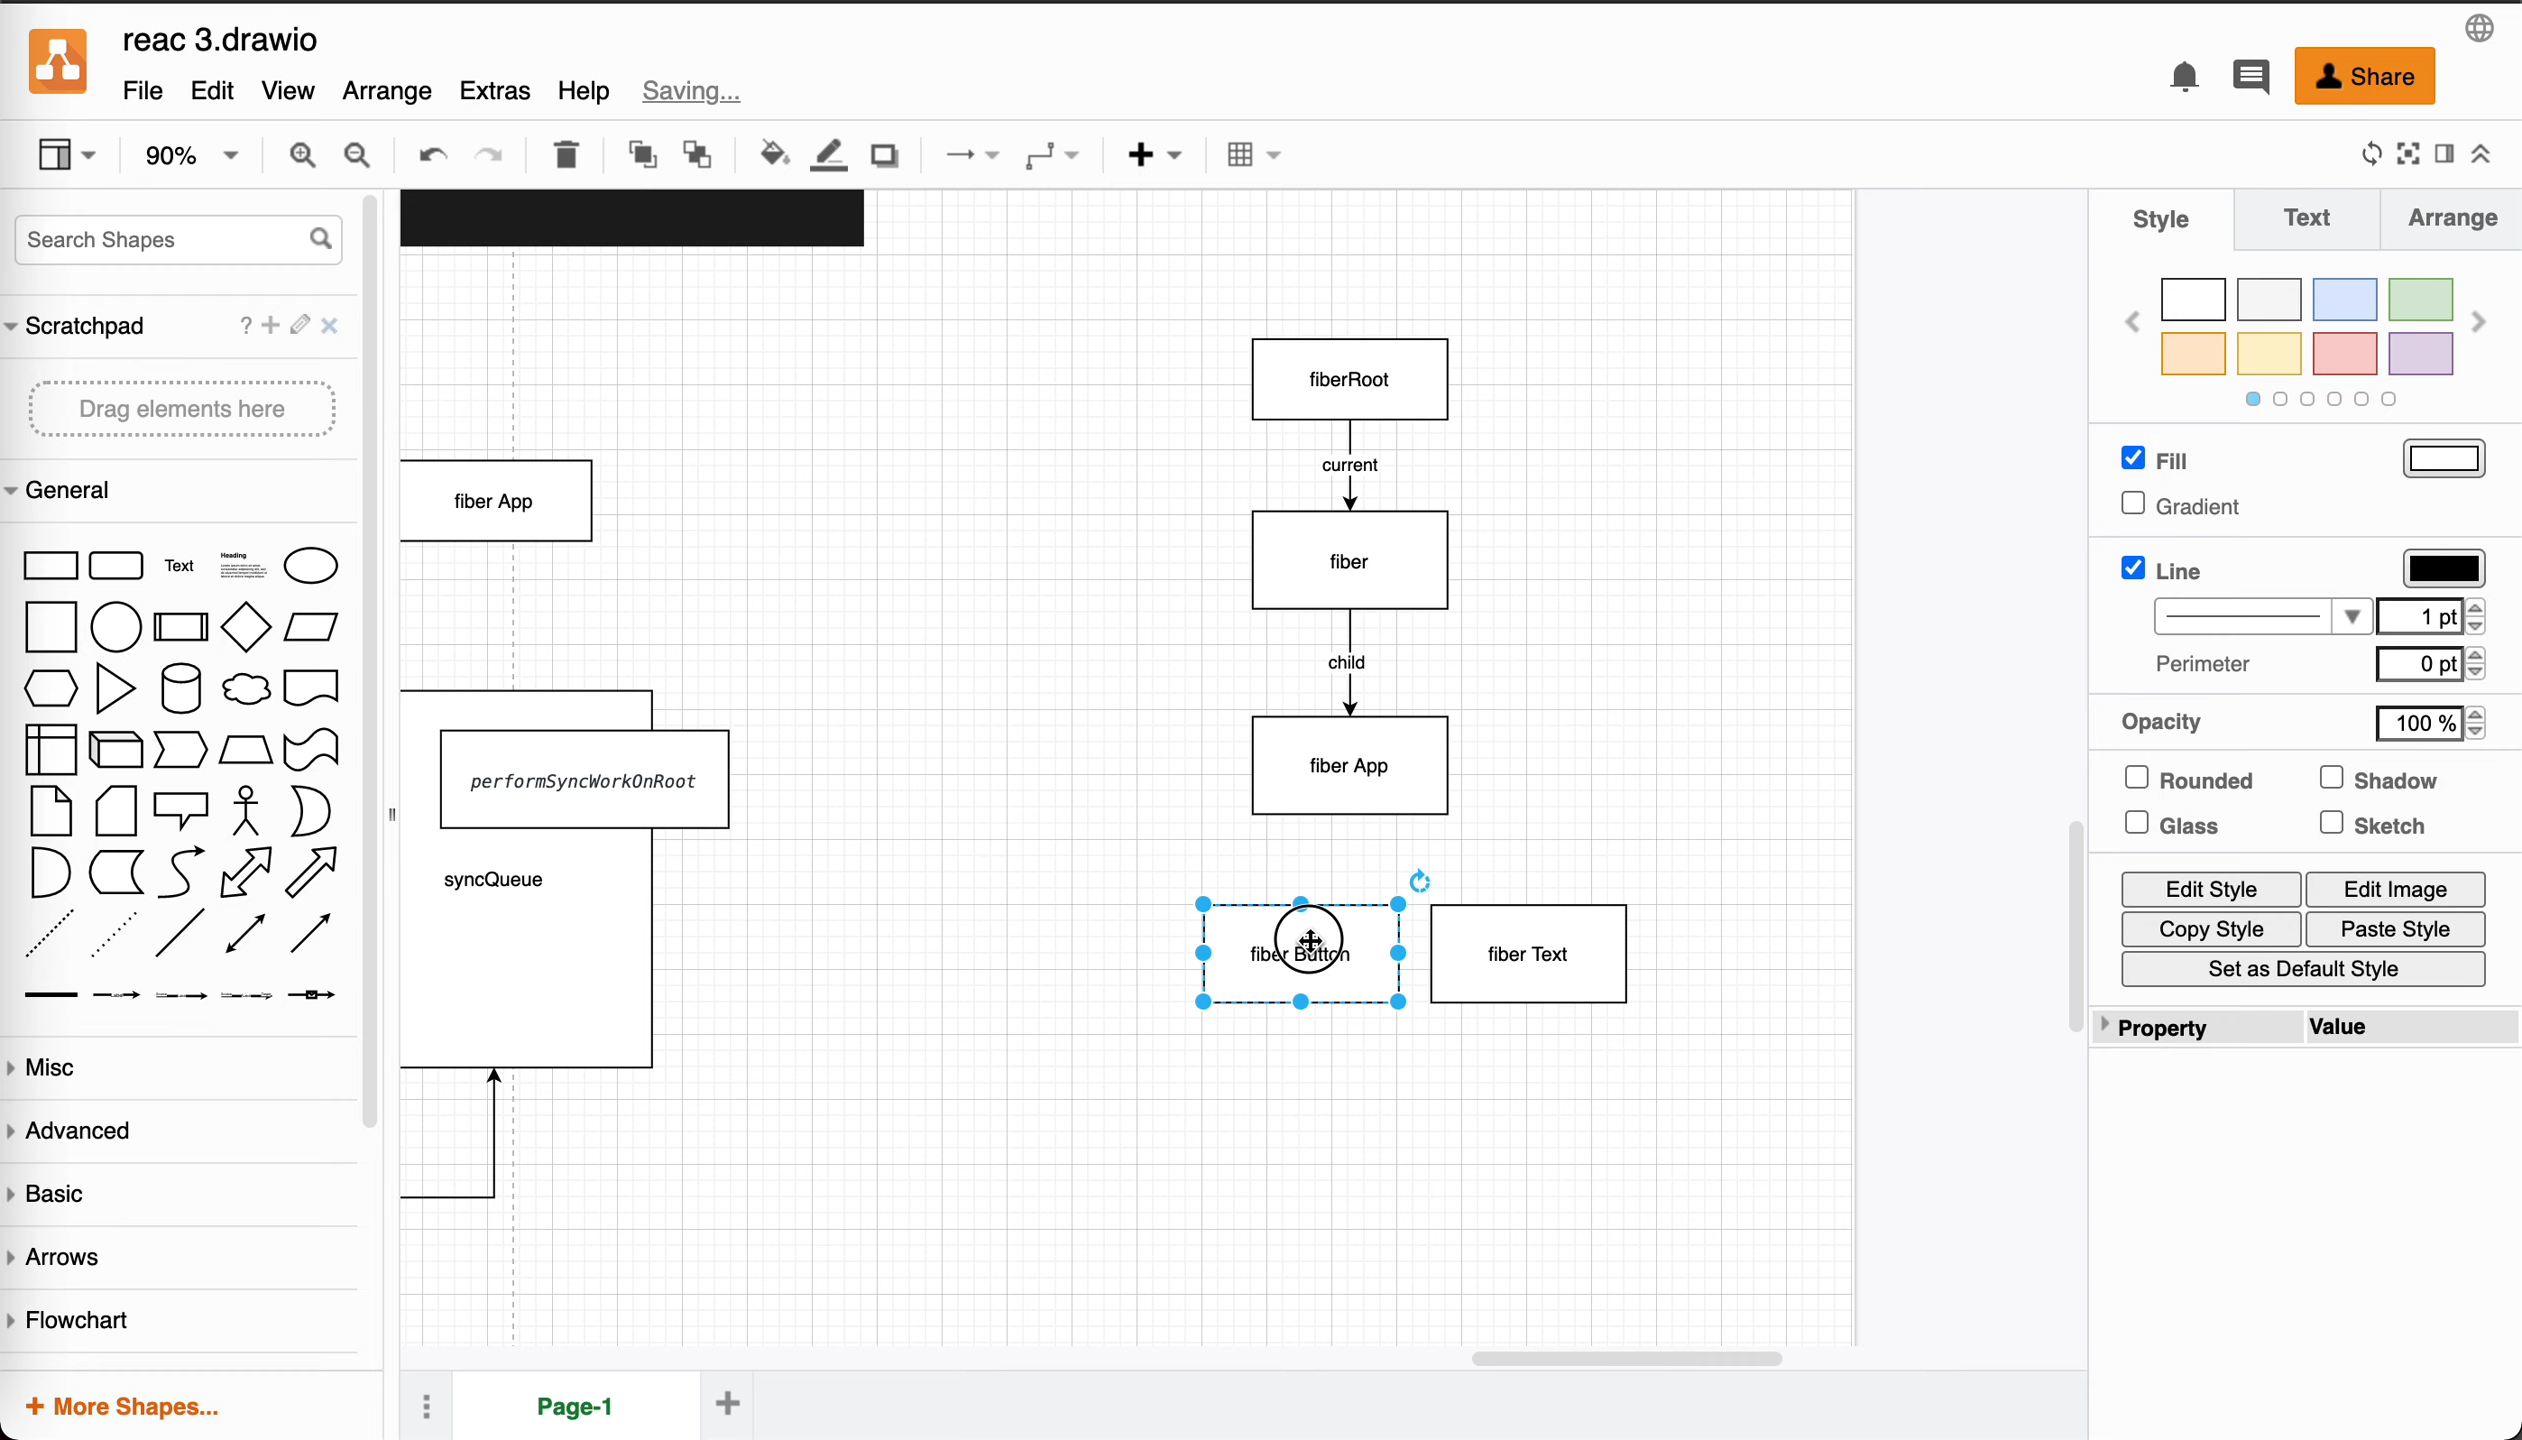 reac 3.drawio
File Edit View Arrange Extras Help Saving...
Share
90%
Search Shapes
Scratchpad
?
Drag elements here
General
Text
Heading
Misc
Advanced
Basic
Arrows
Flowchart
+ More Shapes...
fiber App
performSyncWorkOnRoot
syncQueue
fiberRoot
current
fiber
child
fiber App
fiber Button
fiber Text
Page-1
Style Text Arrange
Fill
Gradient
Line
1 pt
Perimeter 0 pt
Opacity 100 %
Rounded Shadow
Glass Sketch
Edit Style Edit Image
Copy Style Paste Style
Set as Default Style
Property Value